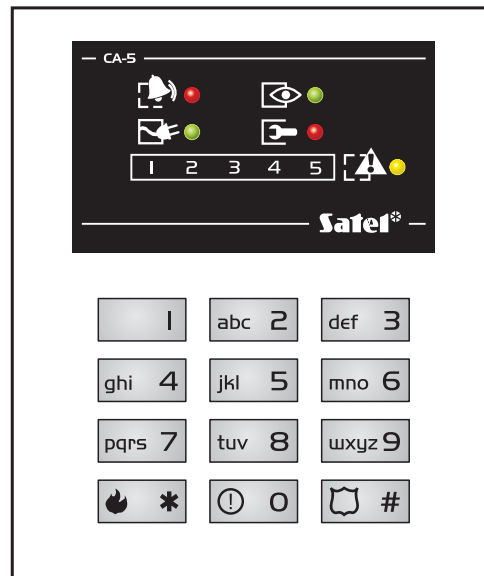 CA-5
1 2 3 4 5
Satel*
1 abc 2 def 3
ghi 4 jkl 5 mno 6
pqrs 7 tuv 8 wxyz 9
* 0 #